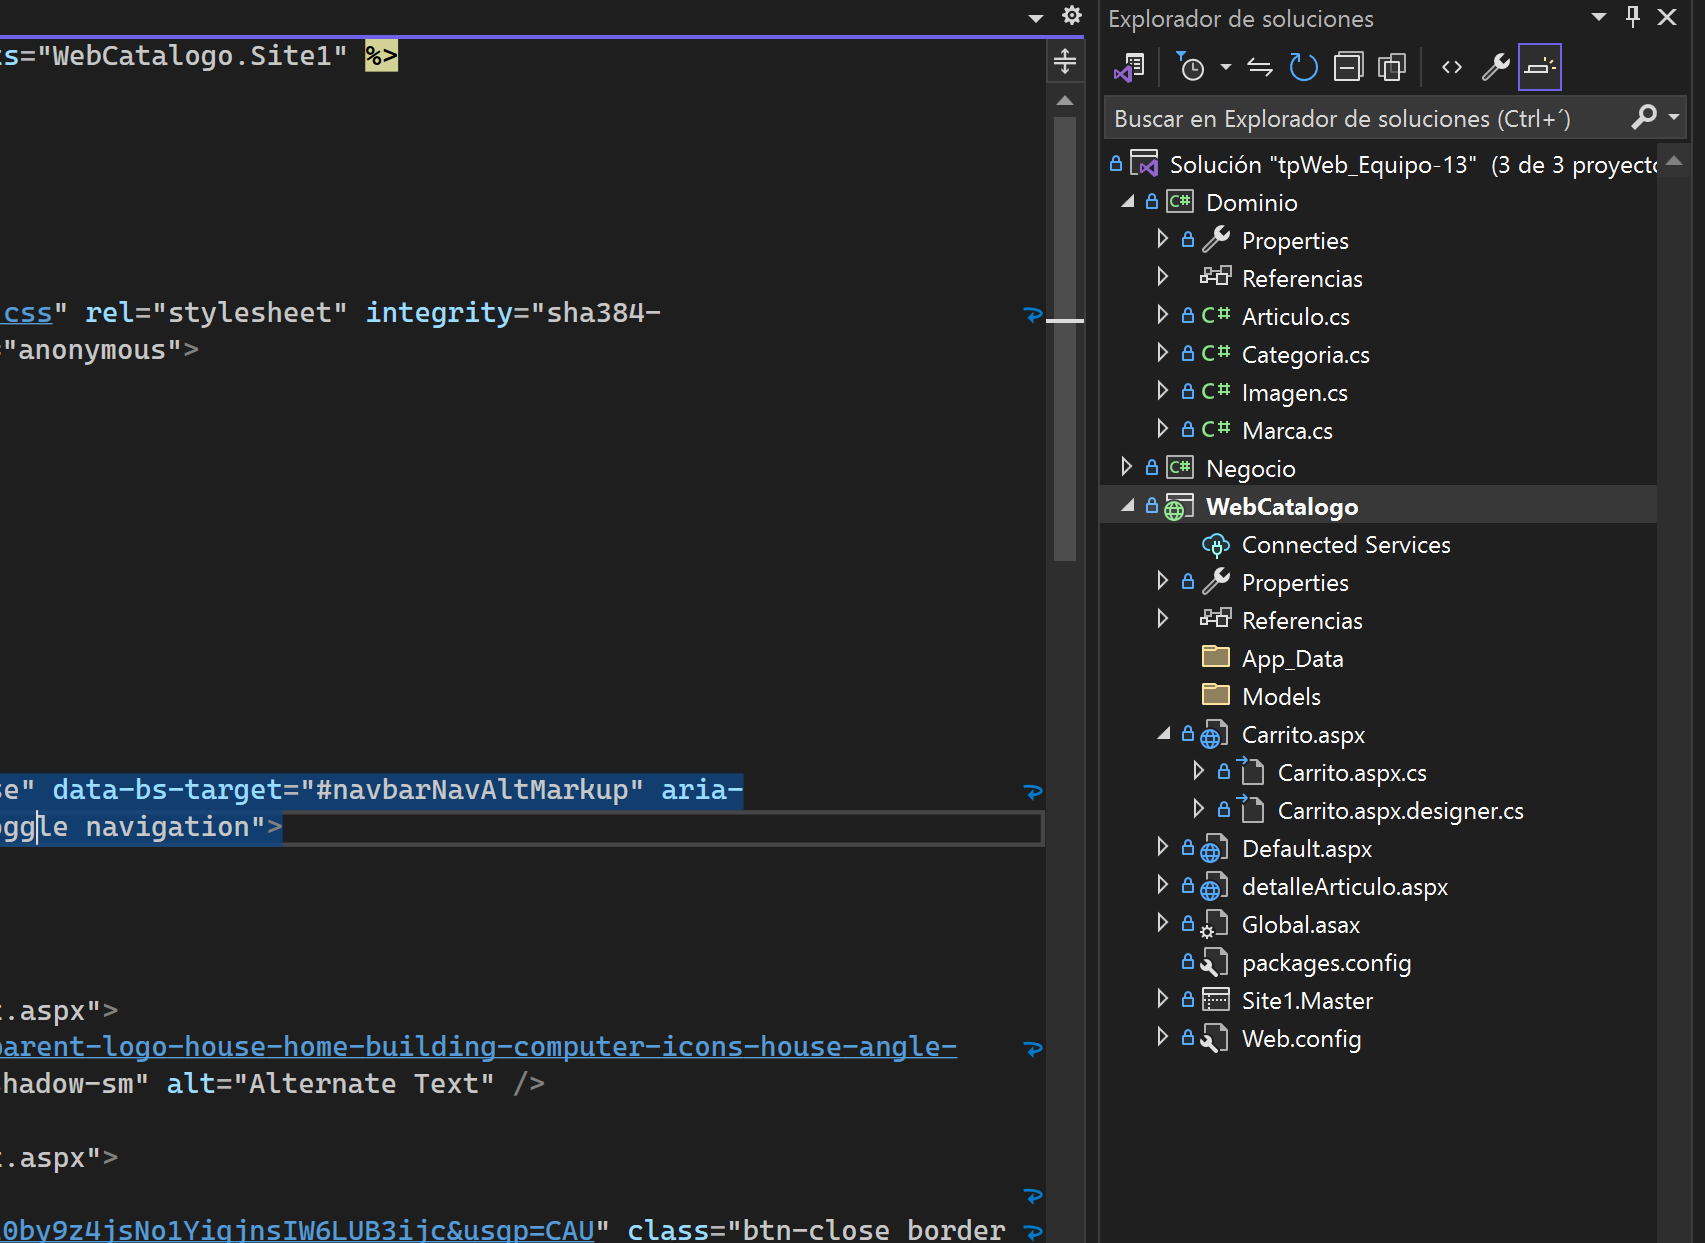 s="WebCatalogo.Site1" %>
css" rel="stylesheet" integrity="sha384-
="anonymous">
se" data-bs-target="#navbarNavAltMarkup" aria-
oggle navigation">
t.aspx">
parent-logo-house-home-building-computer-icons-house-angle-
shadow-sm" alt="Alternate Text" />
t.aspx">
0by9z4jsNo1YiqjnsIW6LUB3ijc&usqp=CAU" class="btn-close border
Explorador de soluciones
Buscar en Explorador de soluciones (Ctrl+´)
Solución "tpWeb_Equipo-13" (3 de 3 proyecto
C# Dominio
Properties
Referencias
C# Articulo.cs
C# Categoria.cs
C# Imagen.cs
C# Marca.cs
C# Negocio
WebCatalogo
Connected Services
Properties
Referencias
App_Data
Models
Carrito.aspx
Carrito.aspx.cs
Carrito.aspx.designer.cs
Default.aspx
detalleArticulo.aspx
Global.asax
packages.config
Site1.Master
Web.config